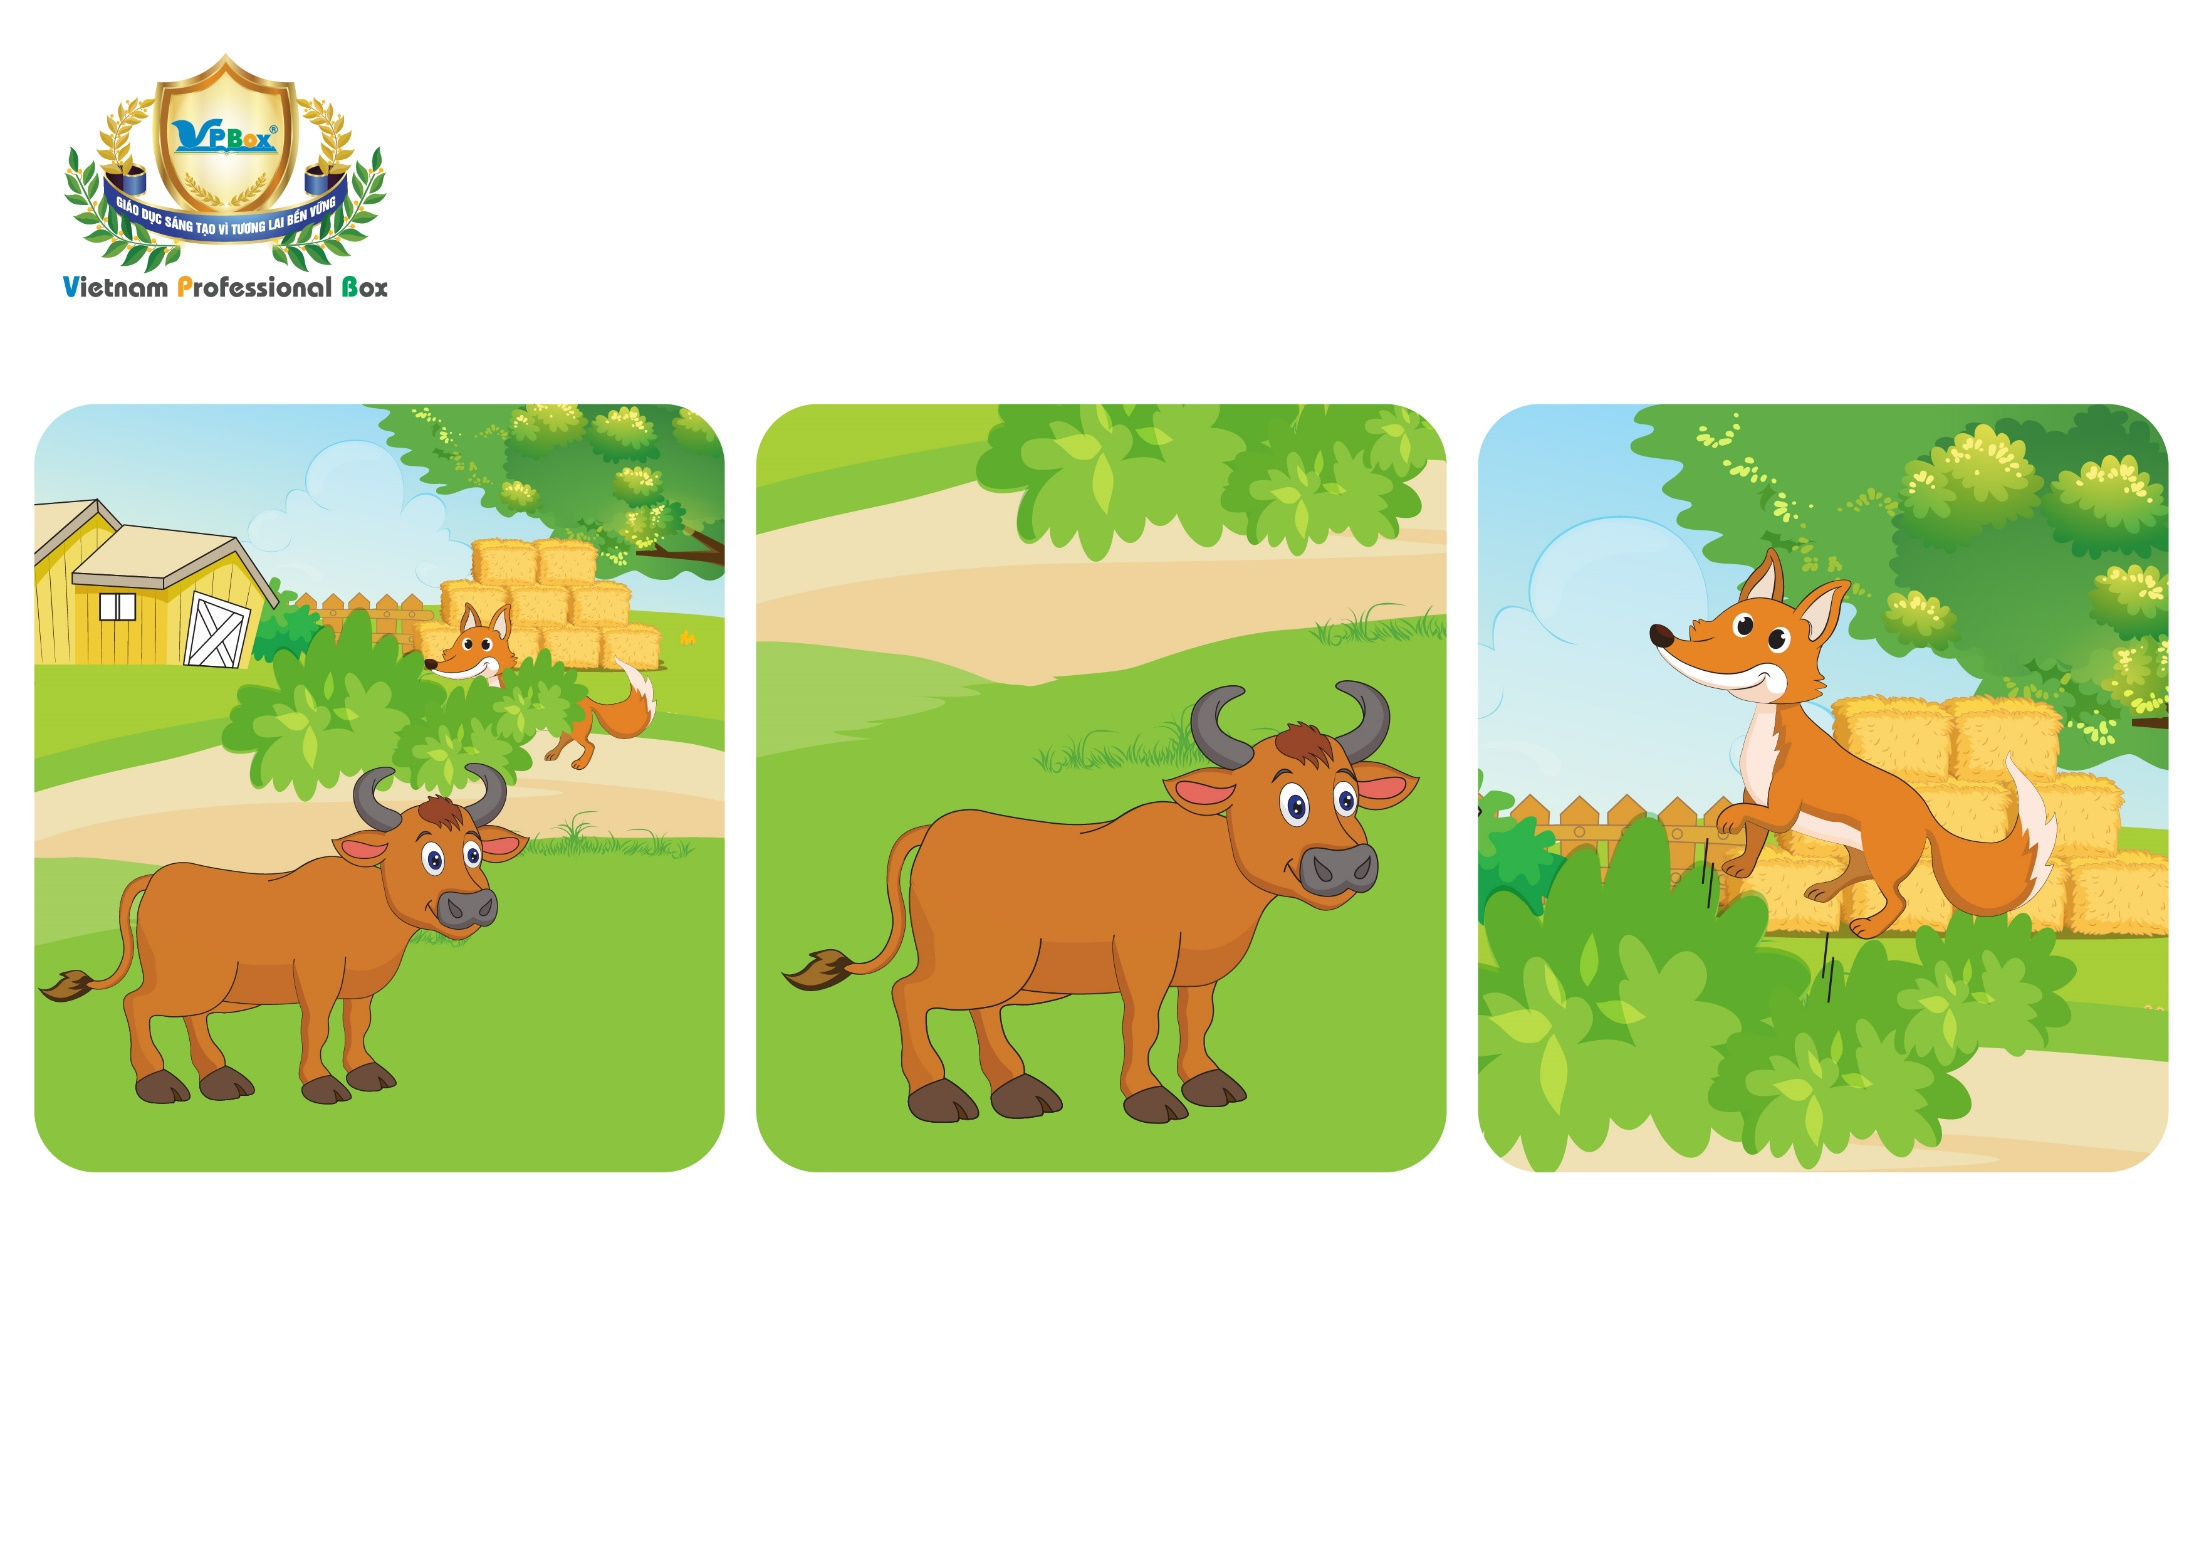 VPBox®
GIÁO DỤC SÁNG TẠO VÌ TƯƠNG LAI BỀN VỮNG
Vietnam Professional Box